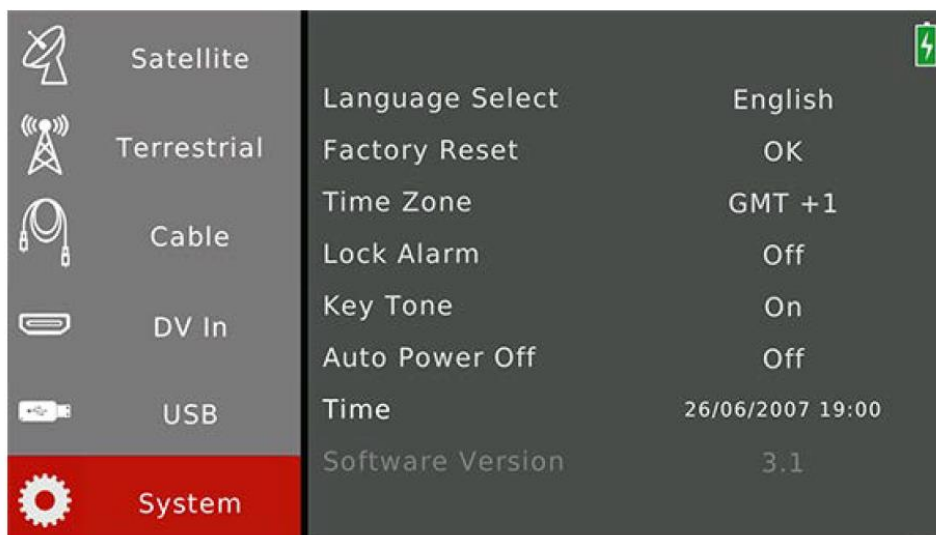 Satellite
Terrestrial
Cable
DV In
USB
System
Language Select English
Factory Reset OK
Time Zone GMT +1
Lock Alarm Off
Key Tone On
Auto Power Off Off
Time 26/06/2007 19:00
Software Version 3.1